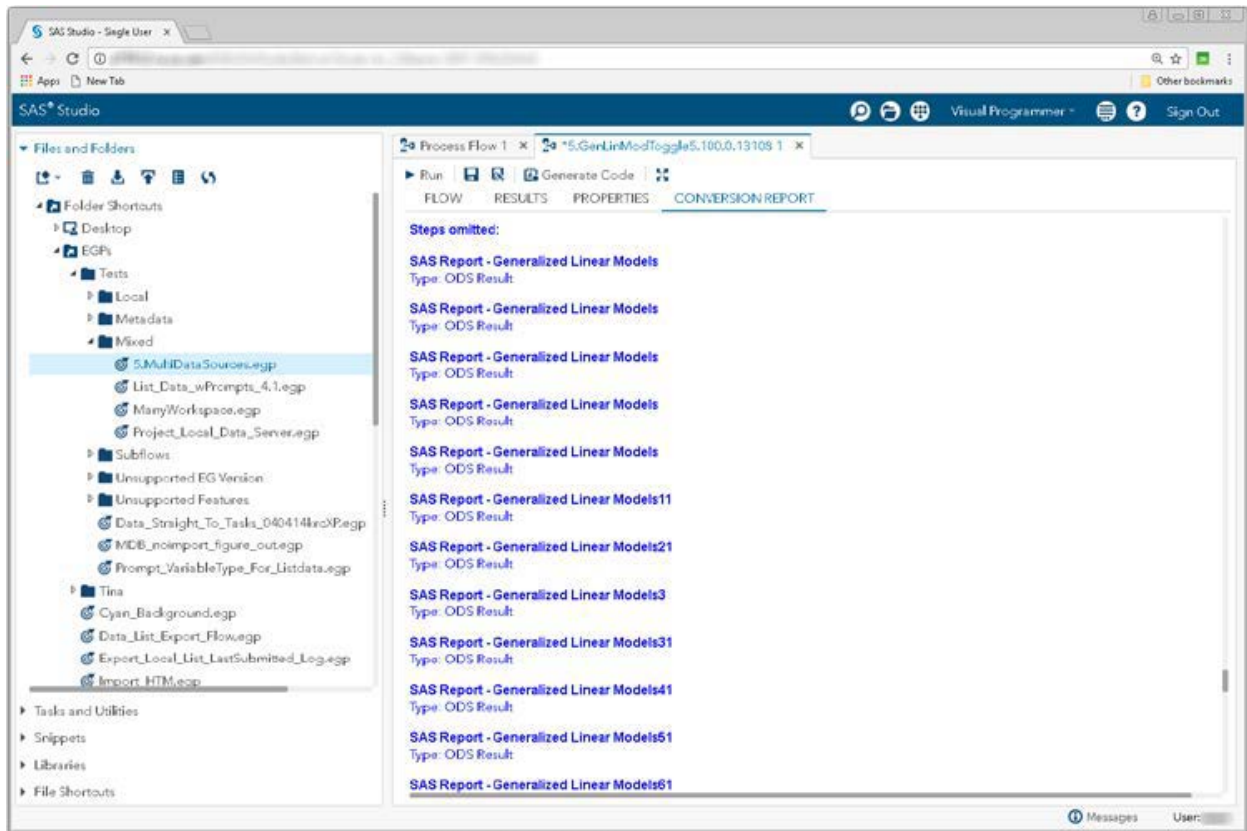 SAS Studio - Single User
Apps New Tab
Other bookmarks
SAS® Studio
Visual Programmer
Sign Out
Files and Folders
Folder Shortcuts
Desktop
EGPs
Tests
Local
Metadata
Mixed
5.MultiDataSources.egp
List_Data_wPrompts_4.1.egp
ManyWorkspace.egp
Project_Local_Data_Server.egp
Subflows
Unsupported EG Version
Unsupported Features
Data_Straight_To_Tasks_040414kroXP.egp
MDB_noimport_figure_out.egp
Prompt_VariableType_For_Listdata.egp
Tina
Cyan_Background.egp
Data_List_Export_Flow.egp
Export_Local_List_LastSubmitted_Log.egp
Import_HTM.egp
Tasks and Utilities
Snippets
Libraries
File Shortcuts
Process Flow 1
*5.GenLinModToggle5.100.0.13108 1
Run
Generate Code
FLOW RESULTS PROPERTIES CONVERSION REPORT
Steps omitted:
SAS Report - Generalized Linear Models
Type: ODS Result
SAS Report - Generalized Linear Models
Type: ODS Result
SAS Report - Generalized Linear Models
Type: ODS Result
SAS Report - Generalized Linear Models
Type: ODS Result
SAS Report - Generalized Linear Models
Type: ODS Result
SAS Report - Generalized Linear Models11
Type: ODS Result
SAS Report - Generalized Linear Models21
Type: ODS Result
SAS Report - Generalized Linear Models3
Type: ODS Result
SAS Report - Generalized Linear Models31
Type: ODS Result
SAS Report - Generalized Linear Models41
Type: ODS Result
SAS Report - Generalized Linear Models51
Type: ODS Result
SAS Report - Generalized Linear Models61
Messages
User: